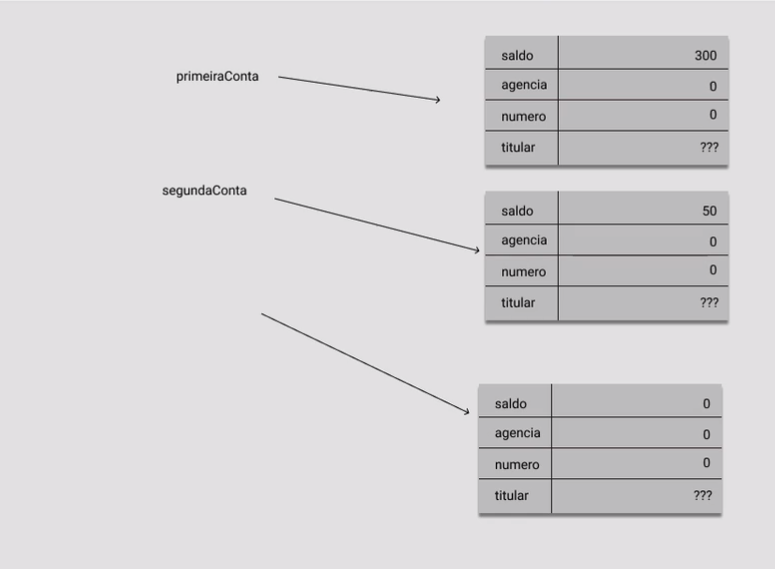 primeiraConta
saldo 300
agencia 0
numero 0
titular ???
segundaConta
saldo 50
agencia 0
numero 0
titular ???
saldo 0
agencia 0
numero 0
titular ???